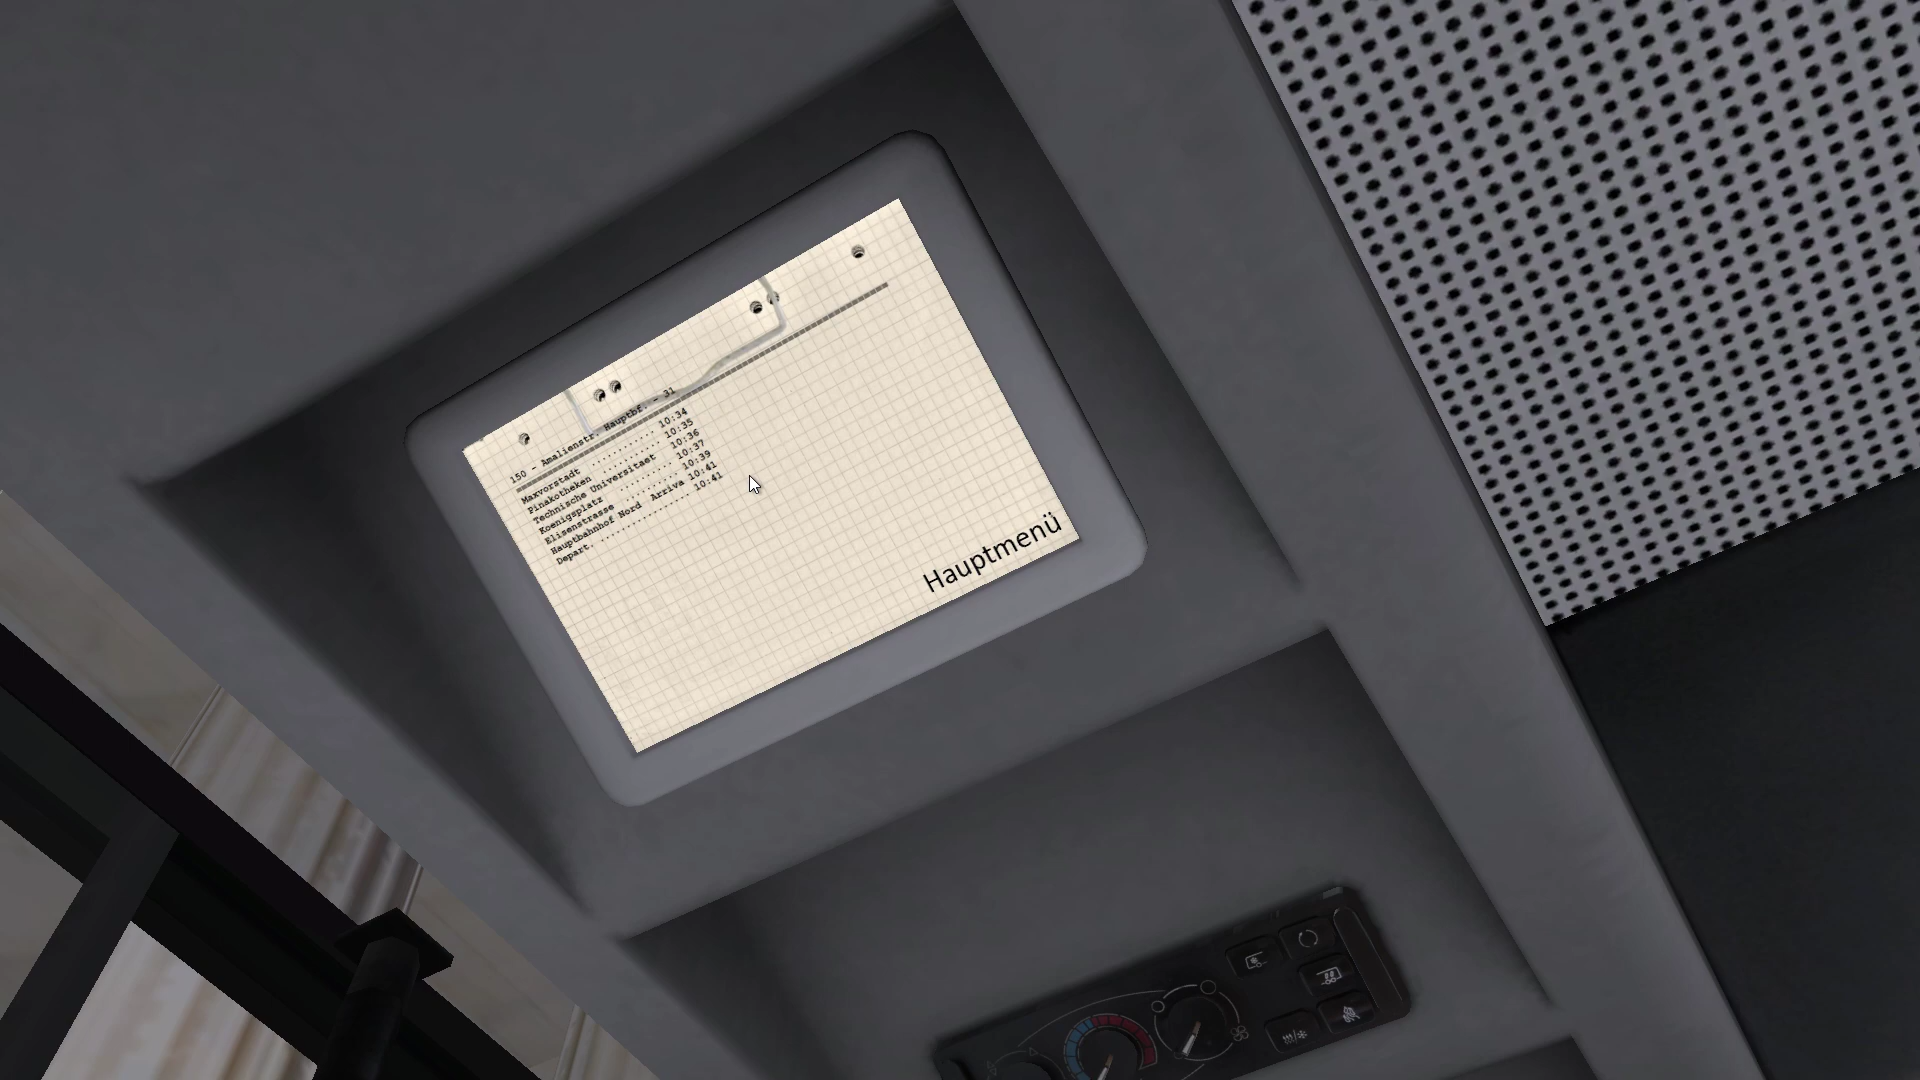 150 - Amalienstr. Hauptbf. - 31
Maxvorstadt ........... 10:34
Pinakotheken .......... 10:35
Technische Universitaet 10:36
Koenigsplatz .......... 10:37
Elisenstrasse ......... 10:39
Hauptbahnhof Nord Arriva 10:41
Depart. ............... 10:41
Hauptmenü